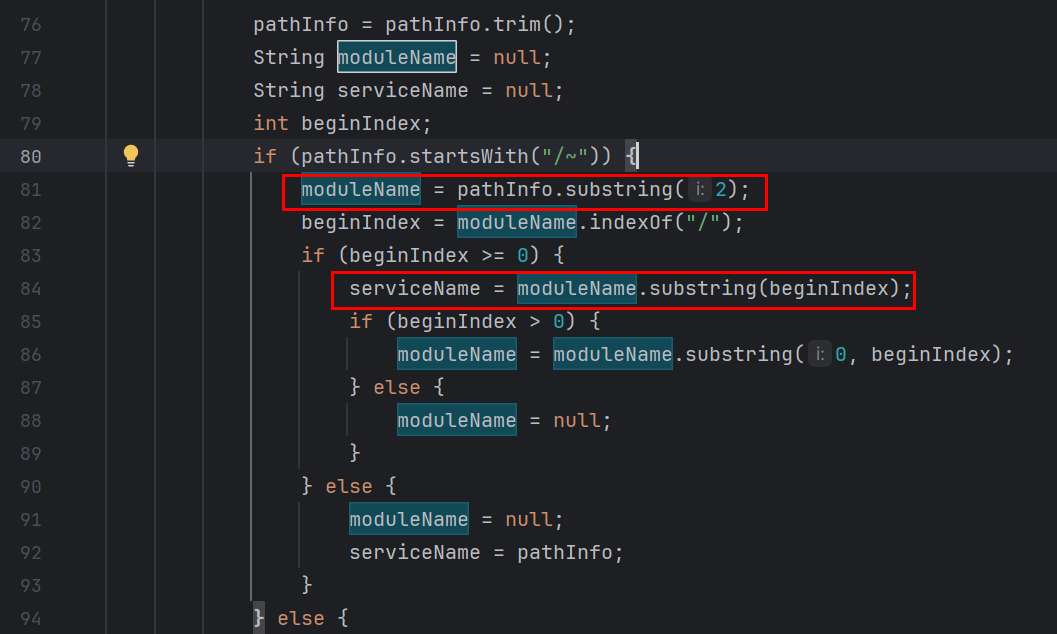 76 pathInfo = pathInfo.trim();
77 String moduleName = null;
78 String serviceName = null;
79 int beginIndex;
80 if (pathInfo.startsWith("/~")) {
81 moduleName = pathInfo.substring( i: 2);
82 beginIndex = moduleName.indexOf("/");
83 if (beginIndex >= 0) {
84 serviceName = moduleName.substring(beginIndex);
85 if (beginIndex > 0) {
86 moduleName = moduleName.substring( i: 0, beginIndex);
87 } else {
88 moduleName = null;
89 }
90 } else {
91 moduleName = null;
92 serviceName = pathInfo;
93 }
94 } else {